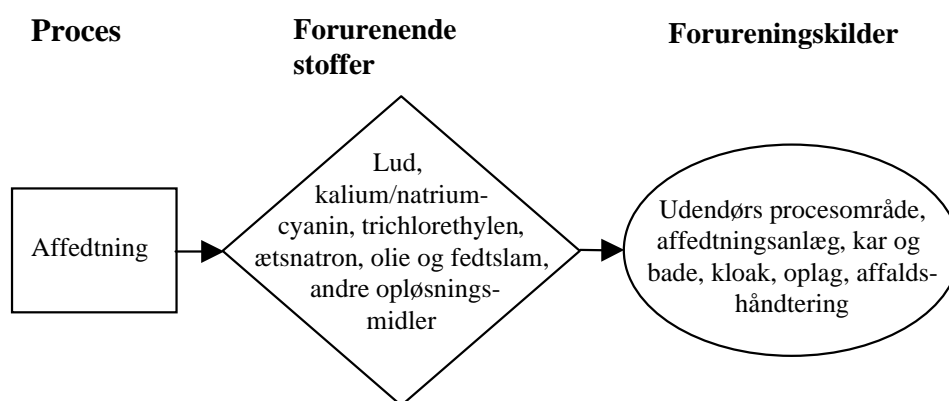 Proces
Forurenende
stoffer
Forureningskilder
Affedtning
Lud,
kalium/natrium-
cyanin, trichlorethylen,
ætsnatron, olie og fedtslam,
andre opløsnings-
midler
Udendørs procesområde,
affedtningsanlæg, kar og
bade, kloak, oplag, affalds-
håndtering